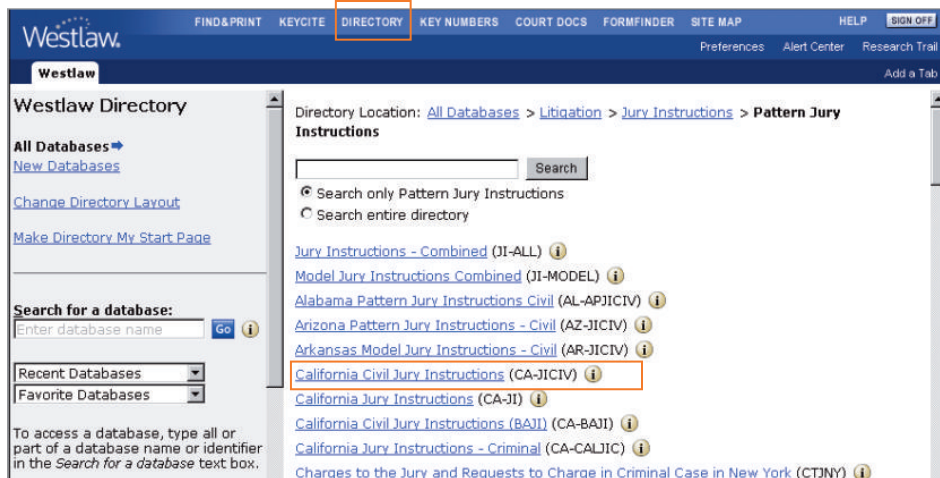 Westlaw.
FIND&PRINT KEYCITE DIRECTORY KEY NUMBERS COURT DOCS FORMFINDER SITE MAP HELP SIGN OFF
Preferences Alert Center Research Trail
Westlaw Add a Tab
Westlaw Directory
All Databases
New Databases
Change Directory Layout
Make Directory My Start Page
Search for a database:
Enter database name Go i
Recent Databases
Favorite Databases
To access a database, type all or
part of a database name or identifier
in the Search for a database text box.
Directory Location: All Databases > Litigation > Jury Instructions > Pattern Jury
Instructions
Search
Search only Pattern Jury Instructions
Search entire directory
Jury Instructions - Combined (JI-ALL) i
Model Jury Instructions Combined (JI-MODEL) i
Alabama Pattern Jury Instructions Civil (AL-APJICIV) i
Arizona Pattern Jury Instructions - Civil (AZ-JICIV) i
Arkansas Model Jury Instructions - Civil (AR-JICIV) i
California Civil Jury Instructions (CA-JICIV) i
California Jury Instructions (CA-JI) i
California Civil Jury Instructions (BAJI) (CA-BAJI) i
California Jury Instructions - Criminal (CA-CALJIC) i
Charges to the Jury and Requests to Charge in Criminal Case in New York (CTJNY) i